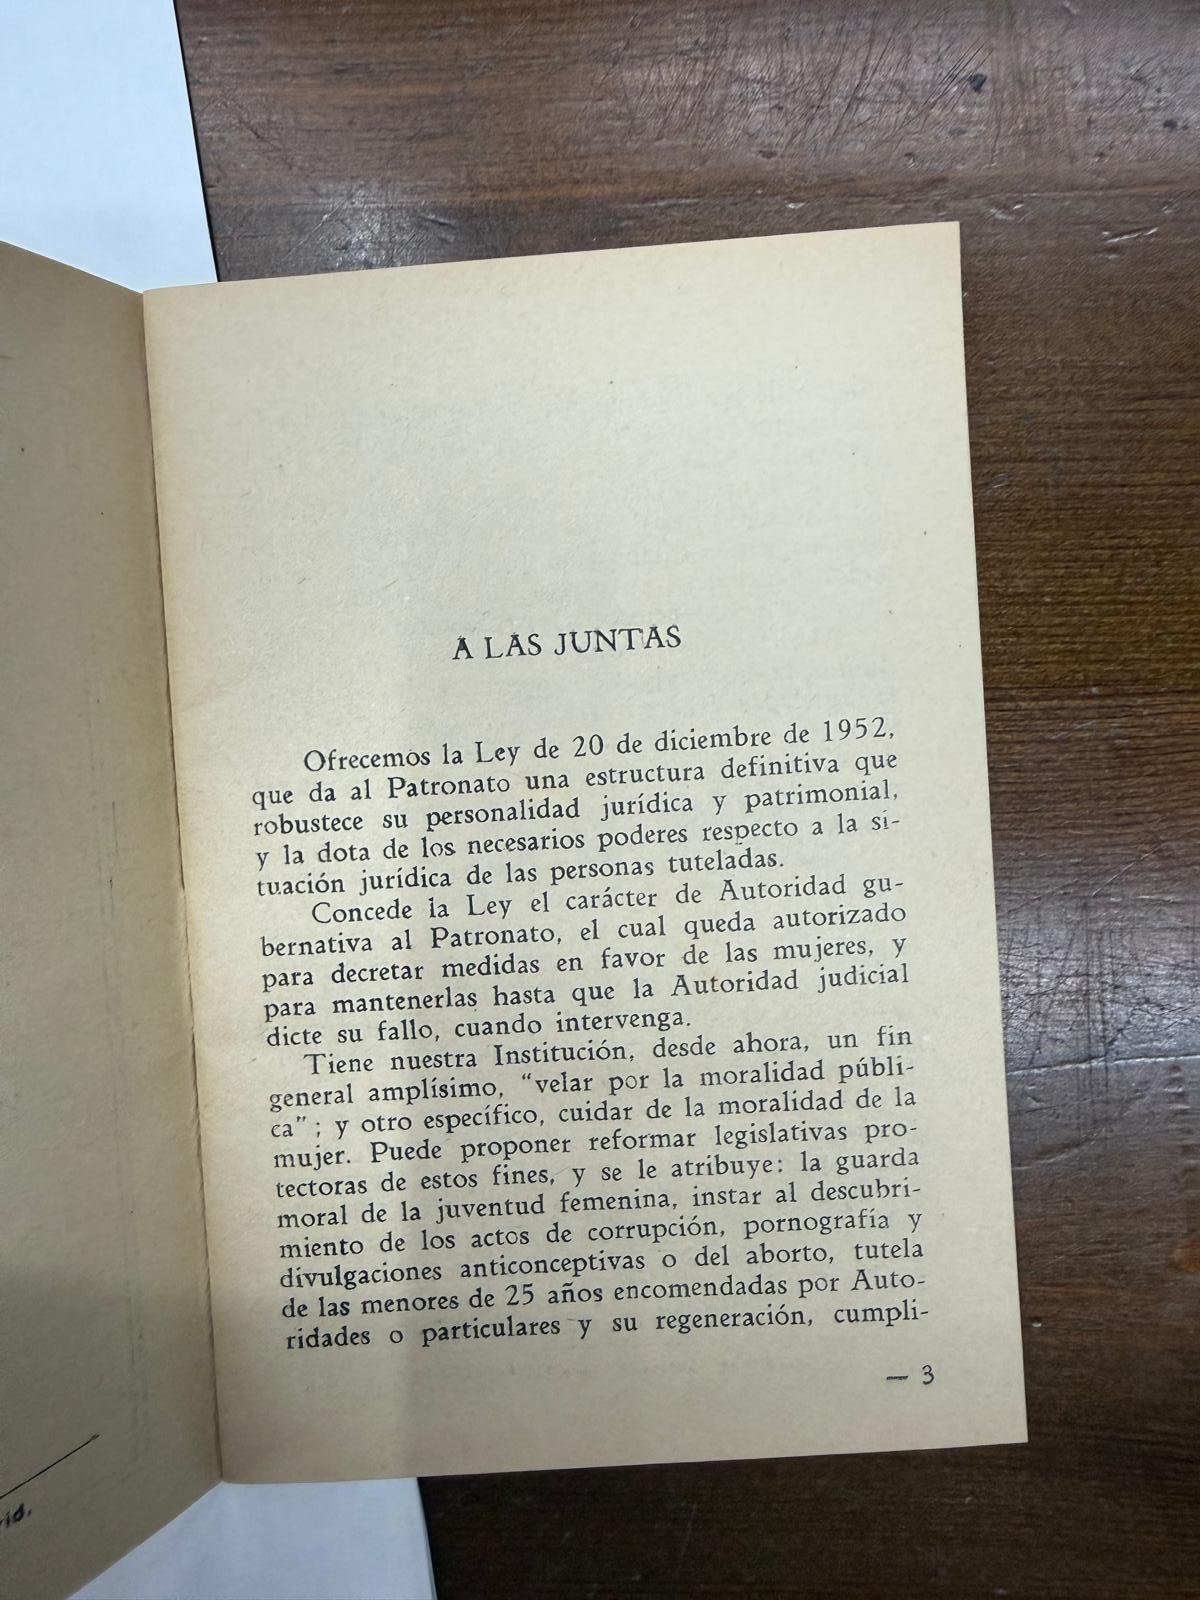 A LAS JUNTAS
Ofrecemos la Ley de 20 de diciembre de 1952,
que da al Patronato una estructura definitiva que
robustece su personalidad jurídica y patrimonial,
y la dota de los necesarios poderes respecto a la si-
tuación jurídica de las personas tuteladas.
Concede la Ley el carácter de Autoridad gu-
bernativa al Patronato, el cual queda autorizado
para decretar medidas en favor de las mujeres, y
para mantenerlas hasta que la Autoridad judicial
dicte su fallo, cuando intervenga.
Tiene nuestra Institución, desde ahora, un fin
general amplísimo, "velar por la moralidad públi-
ca"; y otro específico, cuidar de la moralidad de la
mujer. Puede proponer reformar legislativas pro-
tectoras de estos fines, y se le atribuye: la guarda
moral de la juventud femenina, instar al descubri-
miento de los actos de corrupción, pornografía y
divulgaciones anticonceptivas o del aborto, tutela
de las menores de 25 años encomendadas por Auto-
ridades o particulares y su regeneración, cumpli-
— 3